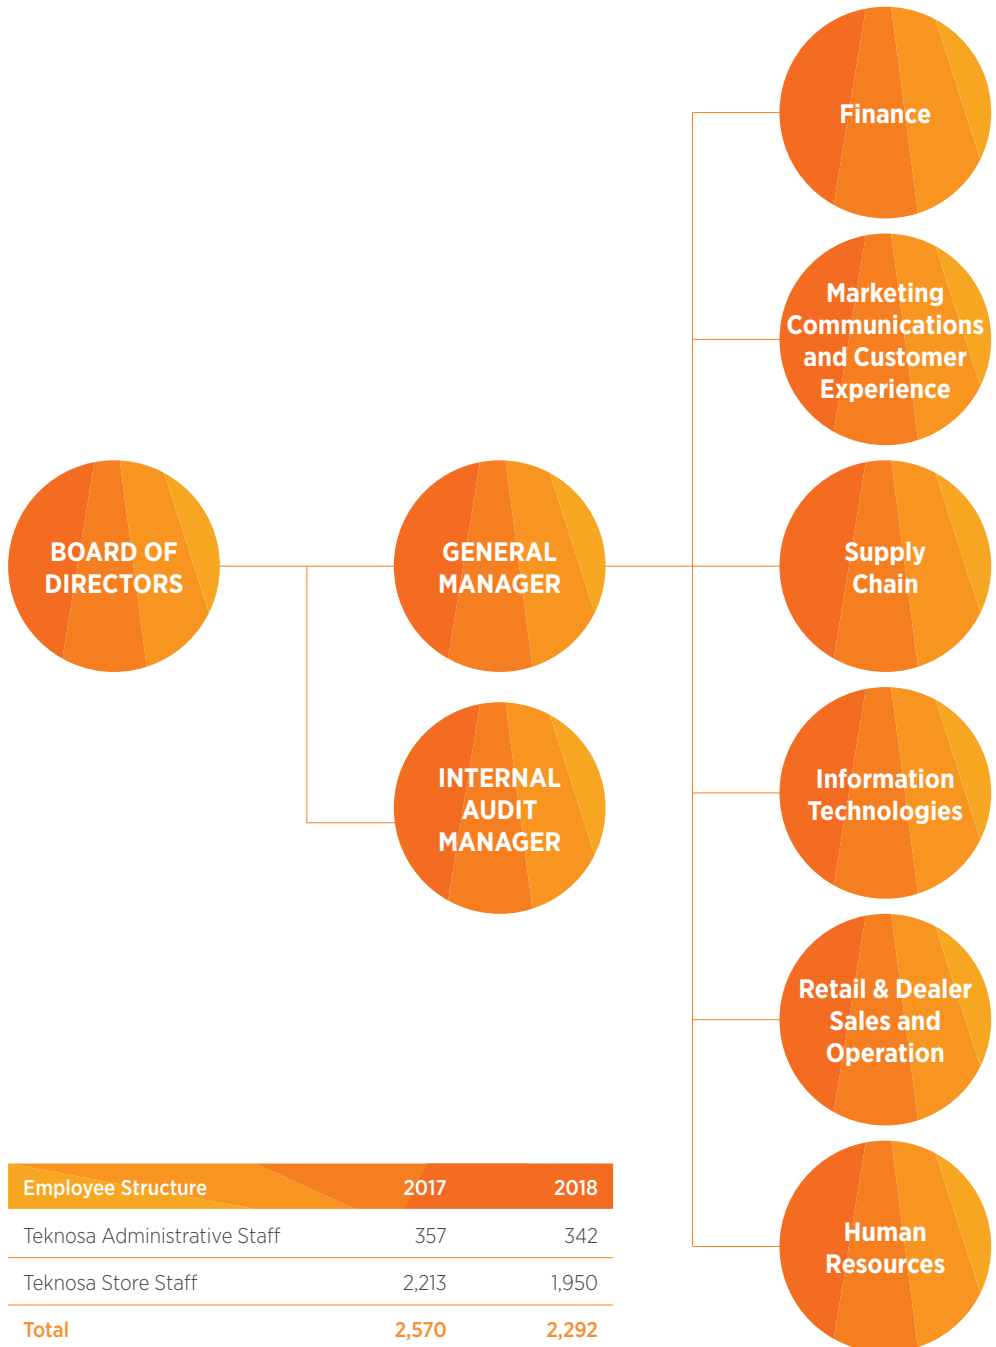 Finance
Marketing
Communications
and Customer
Experience
BOARD OF
DIRECTORS
GENERAL
MANAGER
Supply
Chain
INTERNAL
AUDIT
MANAGER
Information
Technologies
Retail & Dealer
Sales and
Operation
Human
Resources
Employee Structure 2017 2018
Teknosa Administrative Staff 357 342
Teknosa Store Staff 2,213 1,950
Total 2,570 2,292